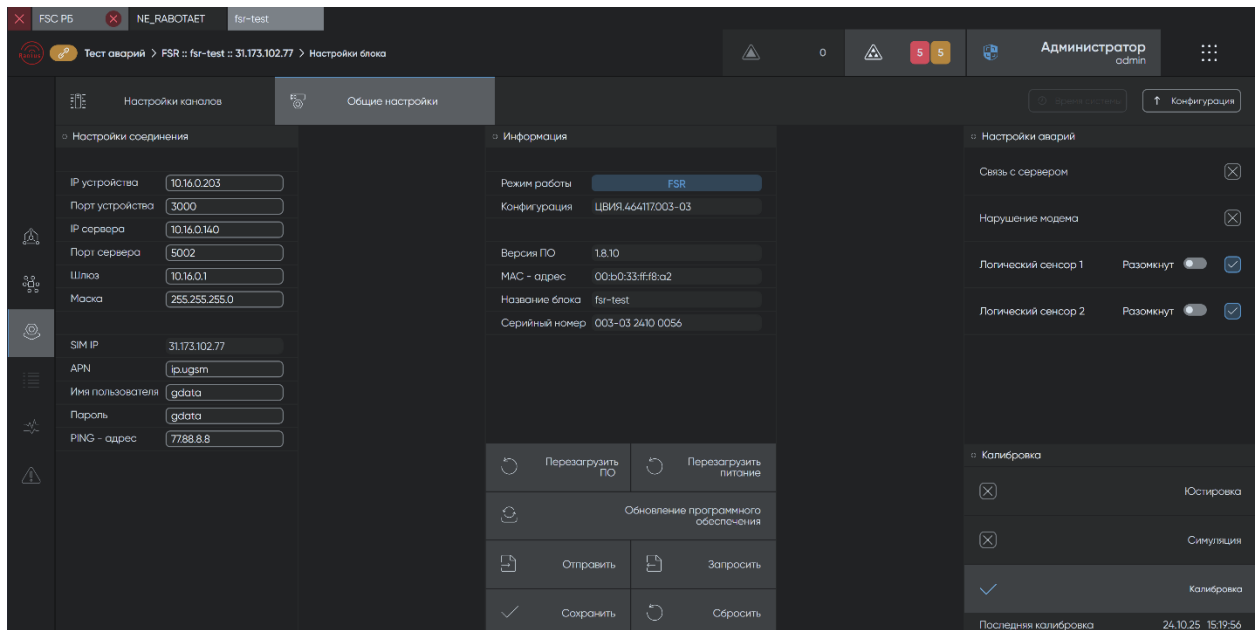 FSC РБ
NE_RABOTAET
fsr-test
Тест аварий > FSR :: fsr-test :: 31.173.102.77 > Настройки блока
0
5 5
Администратор
admin
Настройки каналов
Общие настройки
Конфигурация
Настройки соединения
IP устройства 10.16.0.203
Порт устройства 3000
IP сервера 10.16.0.140
Порт сервера 5002
Шлюз 10.16.0.1
Маска 255.255.255.0
SIM IP 31.173.102.77
APN ip.ugsm
Имя пользователя gdata
Пароль gdata
PING - адрес 77.88.8.8
Информация
Режим работы FSR
Конфигурация ЦВИЯ.464117.003-03
Версия ПО 1.8.10
MAC - адрес 00:b0:33:ff:f8:a2
Название блока fsr-test
Серийный номер 003-03 2410 0056
Перезагрузить
ПО
Перезагрузить
питание
Обновление программного
обеспечения
Отправить
Запросить
Сохранить
Сбросить
Настройки аварий
Связь с сервером
Нарушение модема
Логический сенсор 1 Разомкнут
Логический сенсор 2 Разомкнут
Калибровка
Юстировка
Симуляция
Калибровка
Последняя калибровка 24.10.25 15:19:56